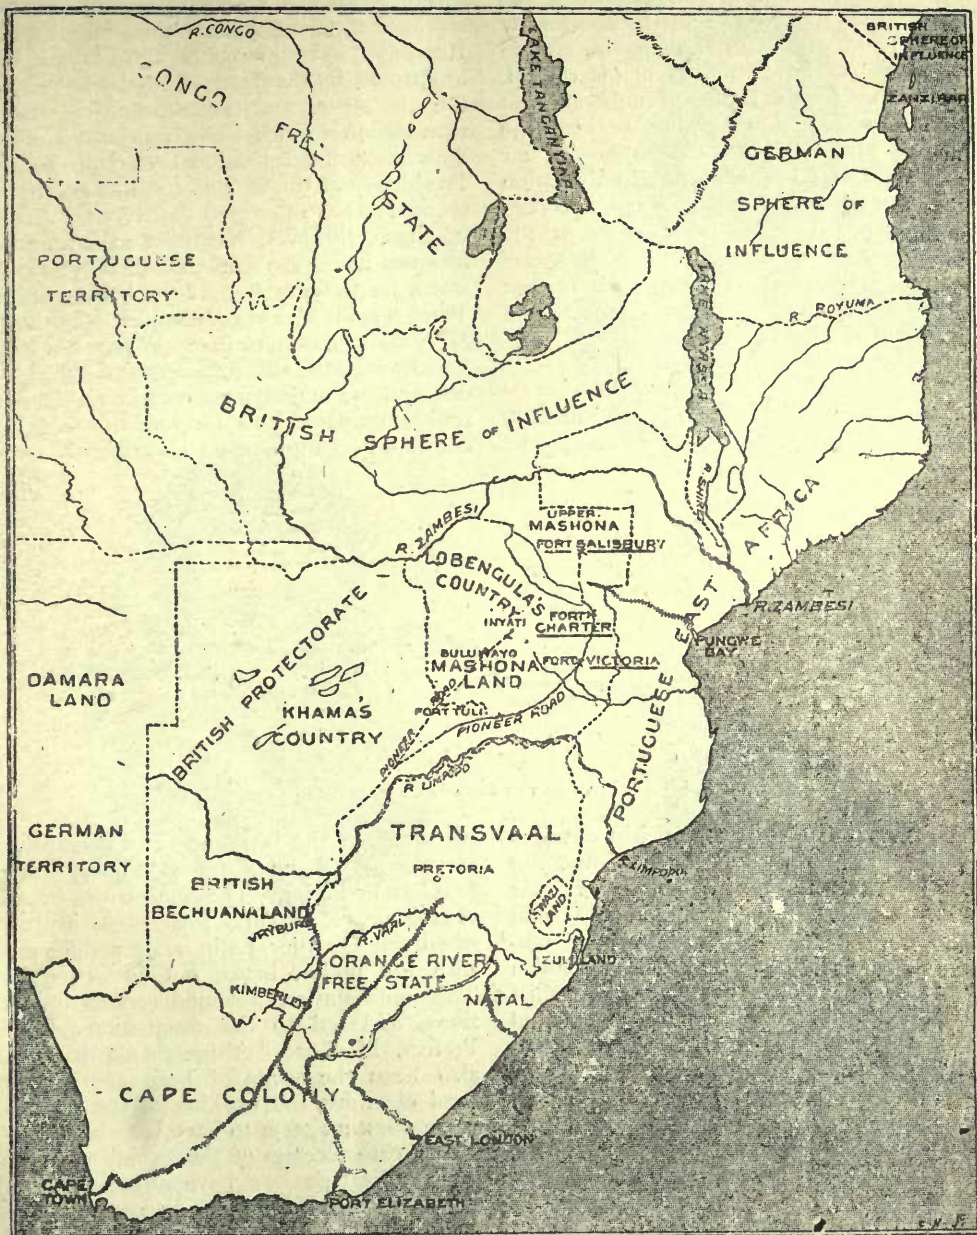 R. CONGO
CONGO
FREE
STATE
LAKE TANGANYIKA
BRITISH
SPHERE OF
INFLUENCE
ZANZIBAR
GERMAN
SPHERE OF
INFLUENCE
PORTUGUESE
TERRITORY
LAKE NYASSA
R. ROVUMA
BRITISH SPHERE OF INFLUENCE
R. SHIRE
UPPER
MASHONA
FORT SALISBURY
R. ZAMBESI
LOBENGULA'S
COUNTRY
INYATI
FORT
CHARTER
R. ZAMBESI
PUNGWE
BAY
PORTUGUESE EAST AFRICA
BULUWAYO
MASHONA
LAND
FORT VICTORIA
DAMARA
LAND
BRITISH PROTECTORATE
KHAMA'S
COUNTRY
FORT TULI
PIONEER ROAD
PIONEER ROAD
R. LIMPOPO
GERMAN
TERRITORY
TRANSVAAL
PRETORIA
R. LIMPOPO
BRITISH
BECHUANALAND
VRYBURG
SWAZI
LAND
R. VAAL
ORANGE RIVER
FREE STATE
ZULULAND
KIMBERLEY
NATAL
CAPE COLONY
EAST LONDON
CAPE
TOWN
PORT ELIZABETH